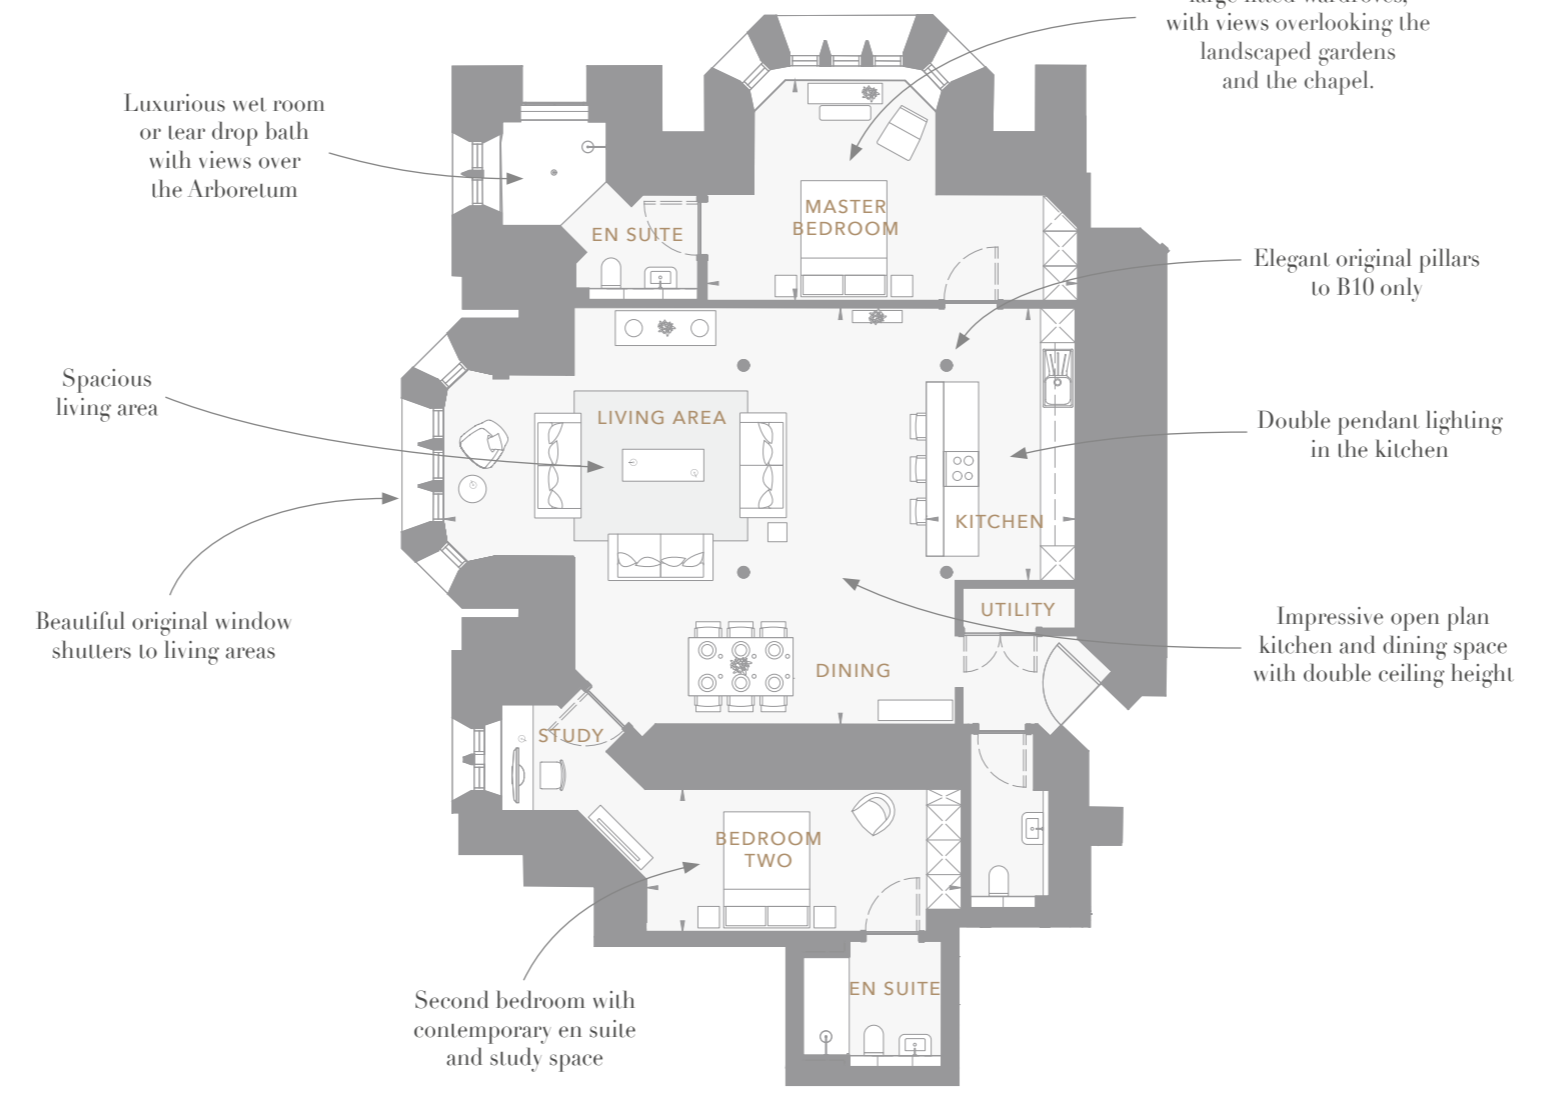 large fitted wardroves,
with views overlooking the
landscaped gardens
and the chapel.
Luxurious wet room
or tear drop bath
with views over
the Arboretum
MASTER
BEDROOM
EN SUITE
Elegant original pillars
to B10 only
Spacious
living area
LIVING AREA
Double pendant lighting
in the kitchen
KITCHEN
Beautiful original window
shutters to living areas
UTILITY
Impressive open plan
kitchen and dining space
with double ceiling height
DINING
STUDY
BEDROOM
TWO
EN SUITE
Second bedroom with
contemporary en suite
and study space